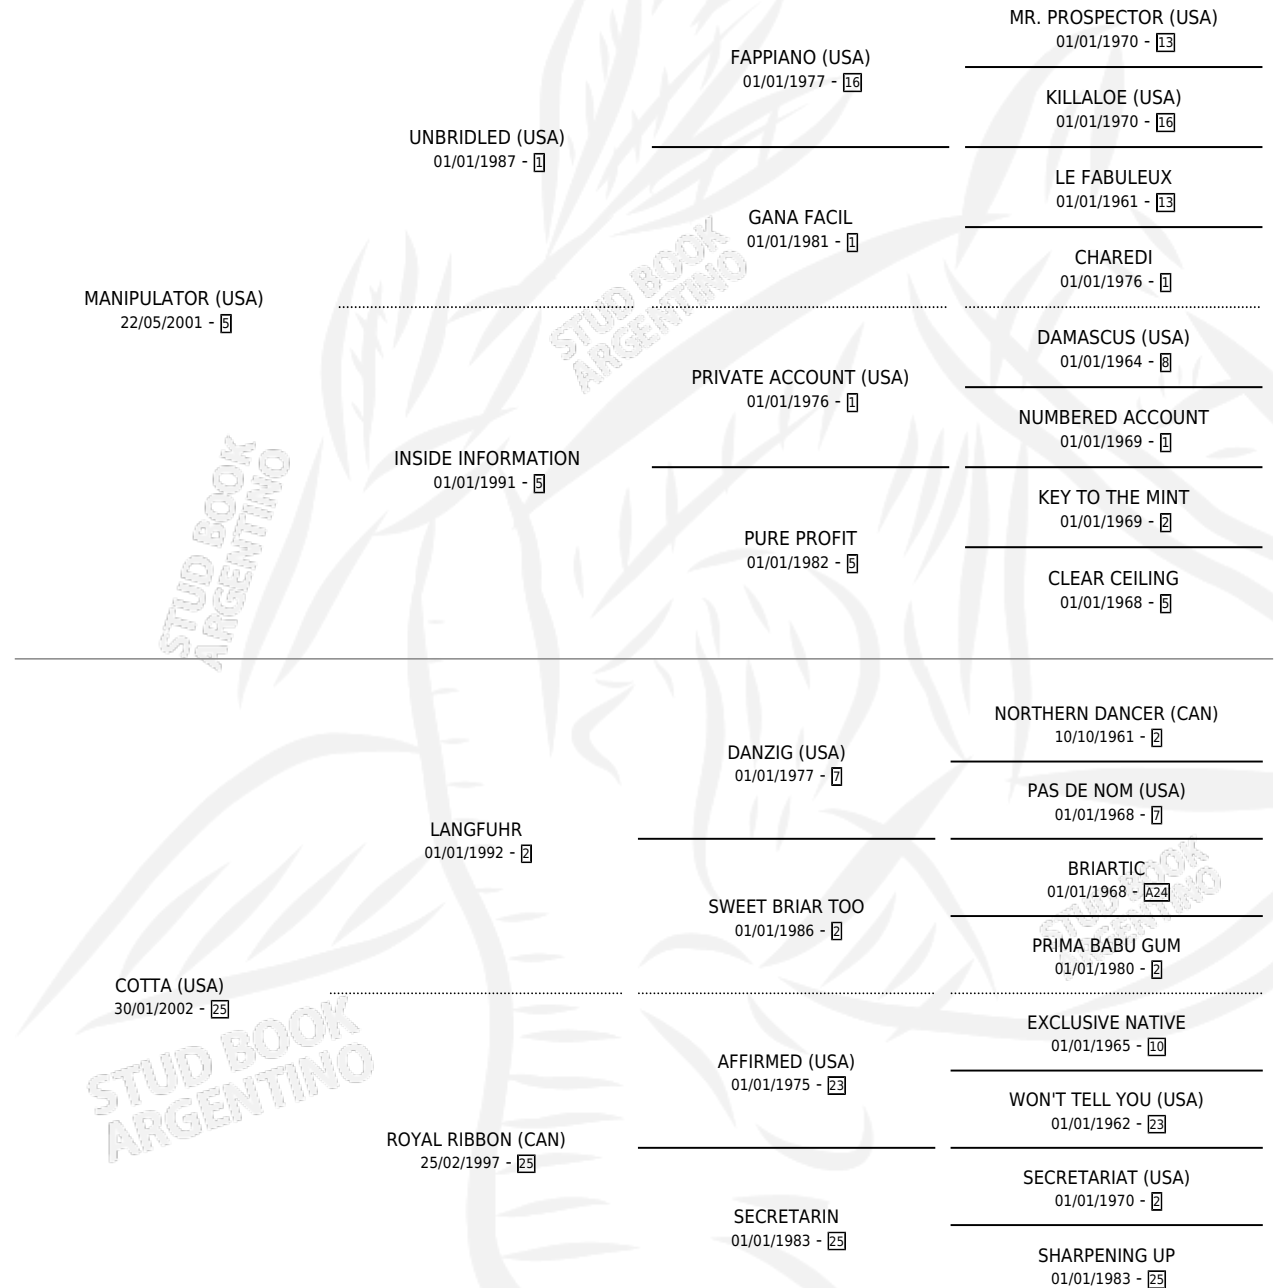 MR. PROSPECTOR (USA)
01/01/1970 - 13
FAPPIANO (USA)
01/01/1977 - 16
KILLALOE (USA)
01/01/1970 - 16
UNBRIDLED (USA)
01/01/1987 - 1
LE FABULEUX
01/01/1961 - 13
GANA FACIL
01/01/1981 - 1
CHAREDI
01/01/1976 - 1
MANIPULATOR (USA)
22/05/2001 - 5
DAMASCUS (USA)
01/01/1964 - 8
PRIVATE ACCOUNT (USA)
01/01/1976 - 1
NUMBERED ACCOUNT
01/01/1969 - 1
INSIDE INFORMATION
01/01/1991 - 5
KEY TO THE MINT
01/01/1969 - 2
PURE PROFIT
01/01/1982 - 5
CLEAR CEILING
01/01/1968 - 5
NORTHERN DANCER (CAN)
10/10/1961 - 2
DANZIG (USA)
01/01/1977 - 7
PAS DE NOM (USA)
01/01/1968 - 7
LANGFUHR
01/01/1992 - 2
BRIARTIC
01/01/1968 - A24
SWEET BRIAR TOO
01/01/1986 - 2
PRIMA BABU GUM
01/01/1980 - 2
COTTA (USA)
30/01/2002 - 25
EXCLUSIVE NATIVE
01/01/1965 - 10
AFFIRMED (USA)
01/01/1975 - 23
WON'T TELL YOU (USA)
01/01/1962 - 23
ROYAL RIBBON (CAN)
25/02/1997 - 25
SECRETARIAT (USA)
01/01/1970 - 2
SECRETARIN
01/01/1983 - 25
SHARPENING UP
01/01/1983 - 25
STUD BOOK
ARGENTINO
STUD BOOK
ARGENTINO
STUD BOOK
ARGENTINO
STUD BOOK
ARGENTINO